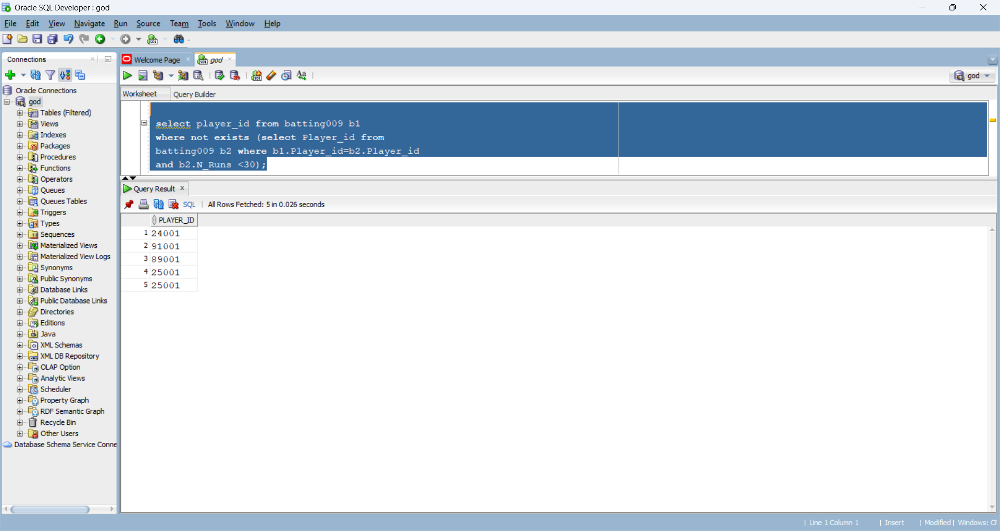 Oracle SQL Developer : god
File Edit View Navigate Run Source Team Tools Window Help
Connections
Welcome Page
god
god
Oracle Connections
god
Tables (Filtered)
Views
Indexes
Packages
Procedures
Functions
Operators
Queues
Queues Tables
Triggers
Types
Sequences
Materialized Views
Materialized View Logs
Synonyms
Public Synonyms
Database Links
Public Database Links
Directories
Editions
Java
XML Schemas
XML DB Repository
OLAP Option
Analytic Views
Scheduler
Property Graph
RDF Semantic Graph
Recycle Bin
Other Users
Database Schema Service Conne
Worksheet Query Builder
select player_id from batting009 b1
where not exists (select Player_id from
batting009 b2 where b1.Player_id=b2.Player_id
and b2.N_Runs <30);
Query Result
SQL | All Rows Fetched: 5 in 0.026 seconds
PLAYER_ID
1 24001
2 91001
3 89001
4 25001
5 25001
| Line 1 Column 1 | Insert | Modified | Windows: CF